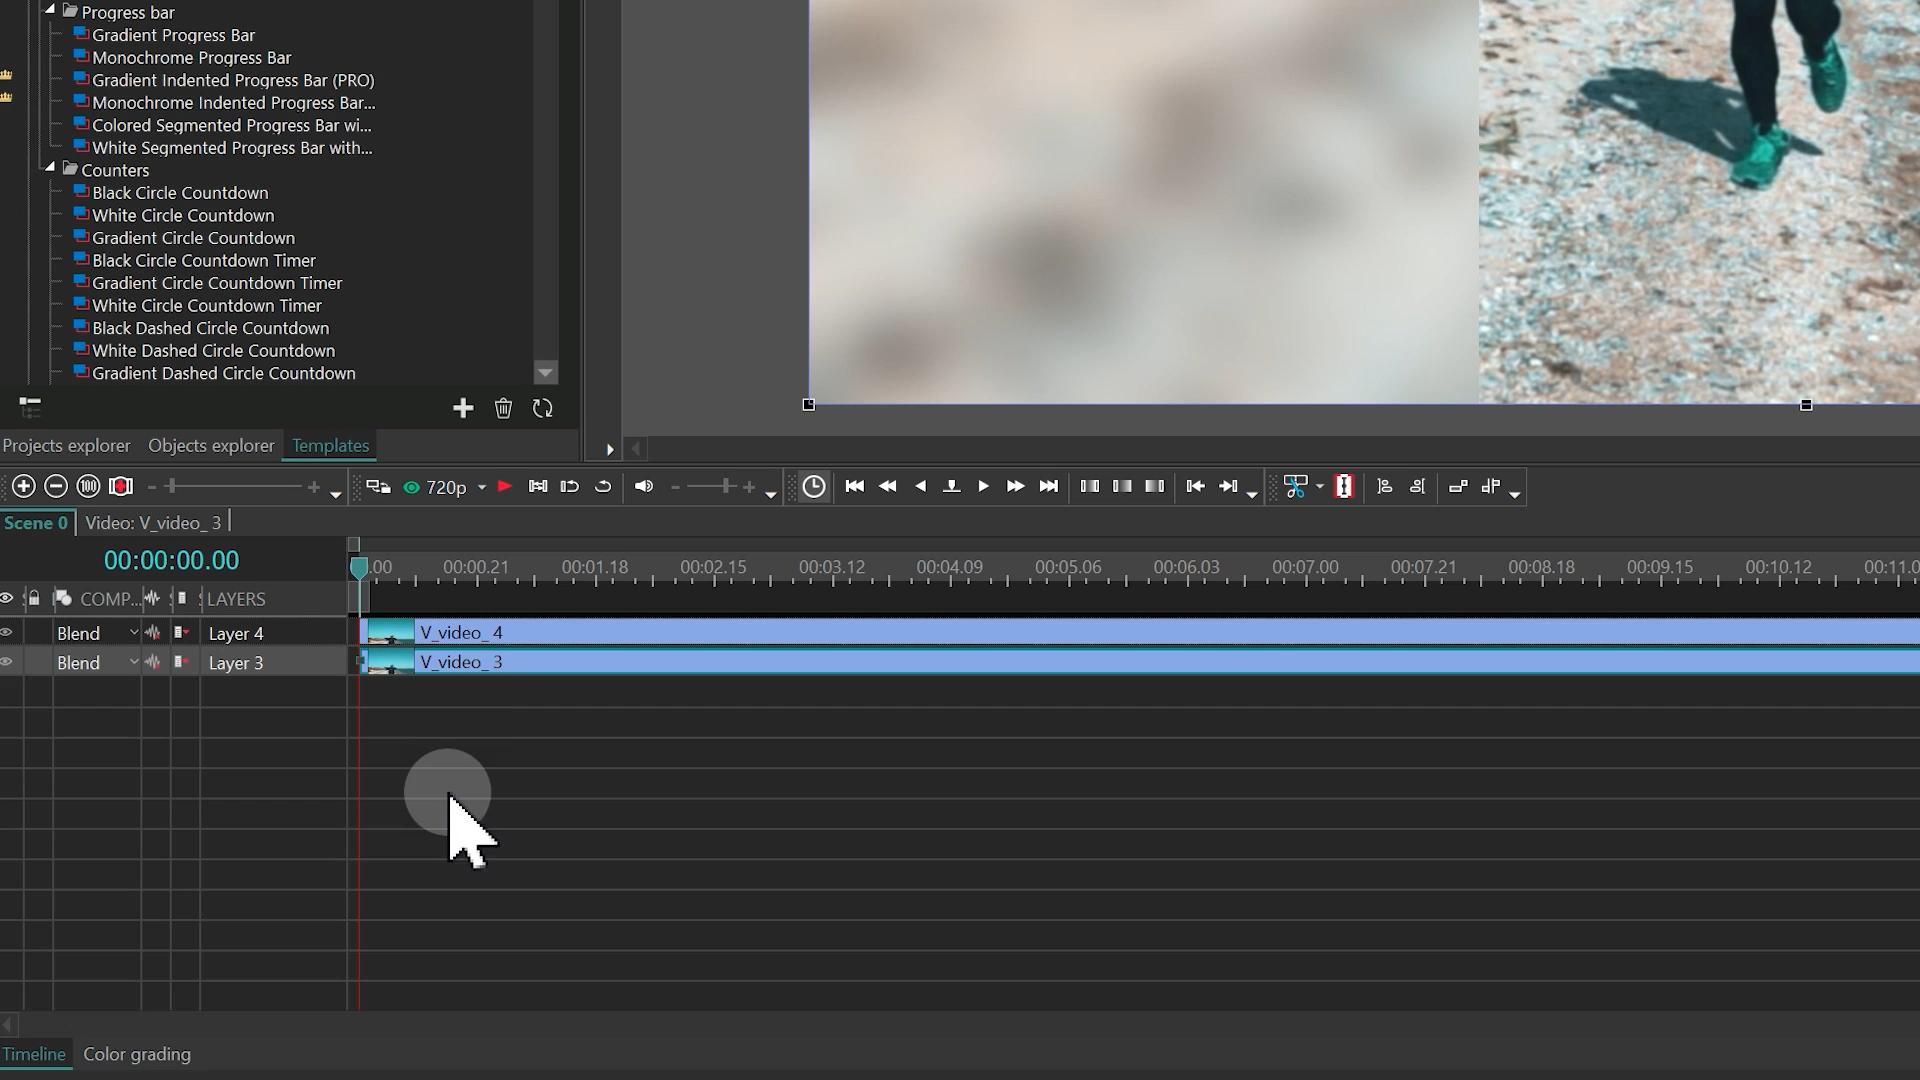 Progress bar
Gradient Progress Bar
Monochrome Progress Bar
Gradient Indented Progress Bar (PRO)
Monochrome Indented Progress Bar...
Colored Segmented Progress Bar wi...
White Segmented Progress Bar with...
Counters
Black Circle Countdown
White Circle Countdown
Gradient Circle Countdown
Black Circle Countdown Timer
Gradient Circle Countdown Timer
White Circle Countdown Timer
Black Dashed Circle Countdown
White Dashed Circle Countdown
Gradient Dashed Circle Countdown
Projects explorer Objects explorer Templates
100 720p
Scene 0 Video: V_video_ 3
00:00:00.00
.00 00:00.21 00:01.18 00:02.15 00:03.12 00:04.09 00:05.06 00:06.03 00:07.00 00:07.21 00:08.18 00:09.15 00:10.12 00:11.0
COMP... LAYERS
Blend Layer 4 V_video_ 4
Blend Layer 3 V_video_ 3
Timeline Color grading